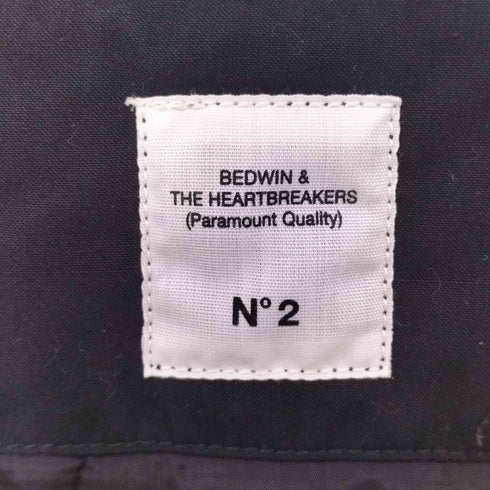 BEDWIN &
THE HEARTBREAKERS
(Paramount Quality)
N° 2